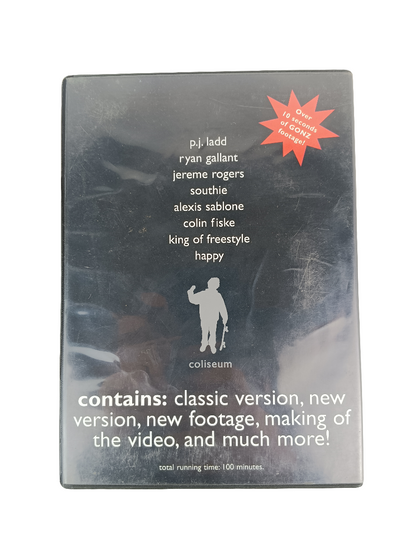 Over
10 seconds
of GONZ
footage!
p.j. ladd
ryan gallant
jereme rogers
southie
alexis sablone
colin fiske
king of freestyle
happy
coliseum
contains: classic version, new
version, new footage, making of
the video, and much more!
total running time: 100 minutes.